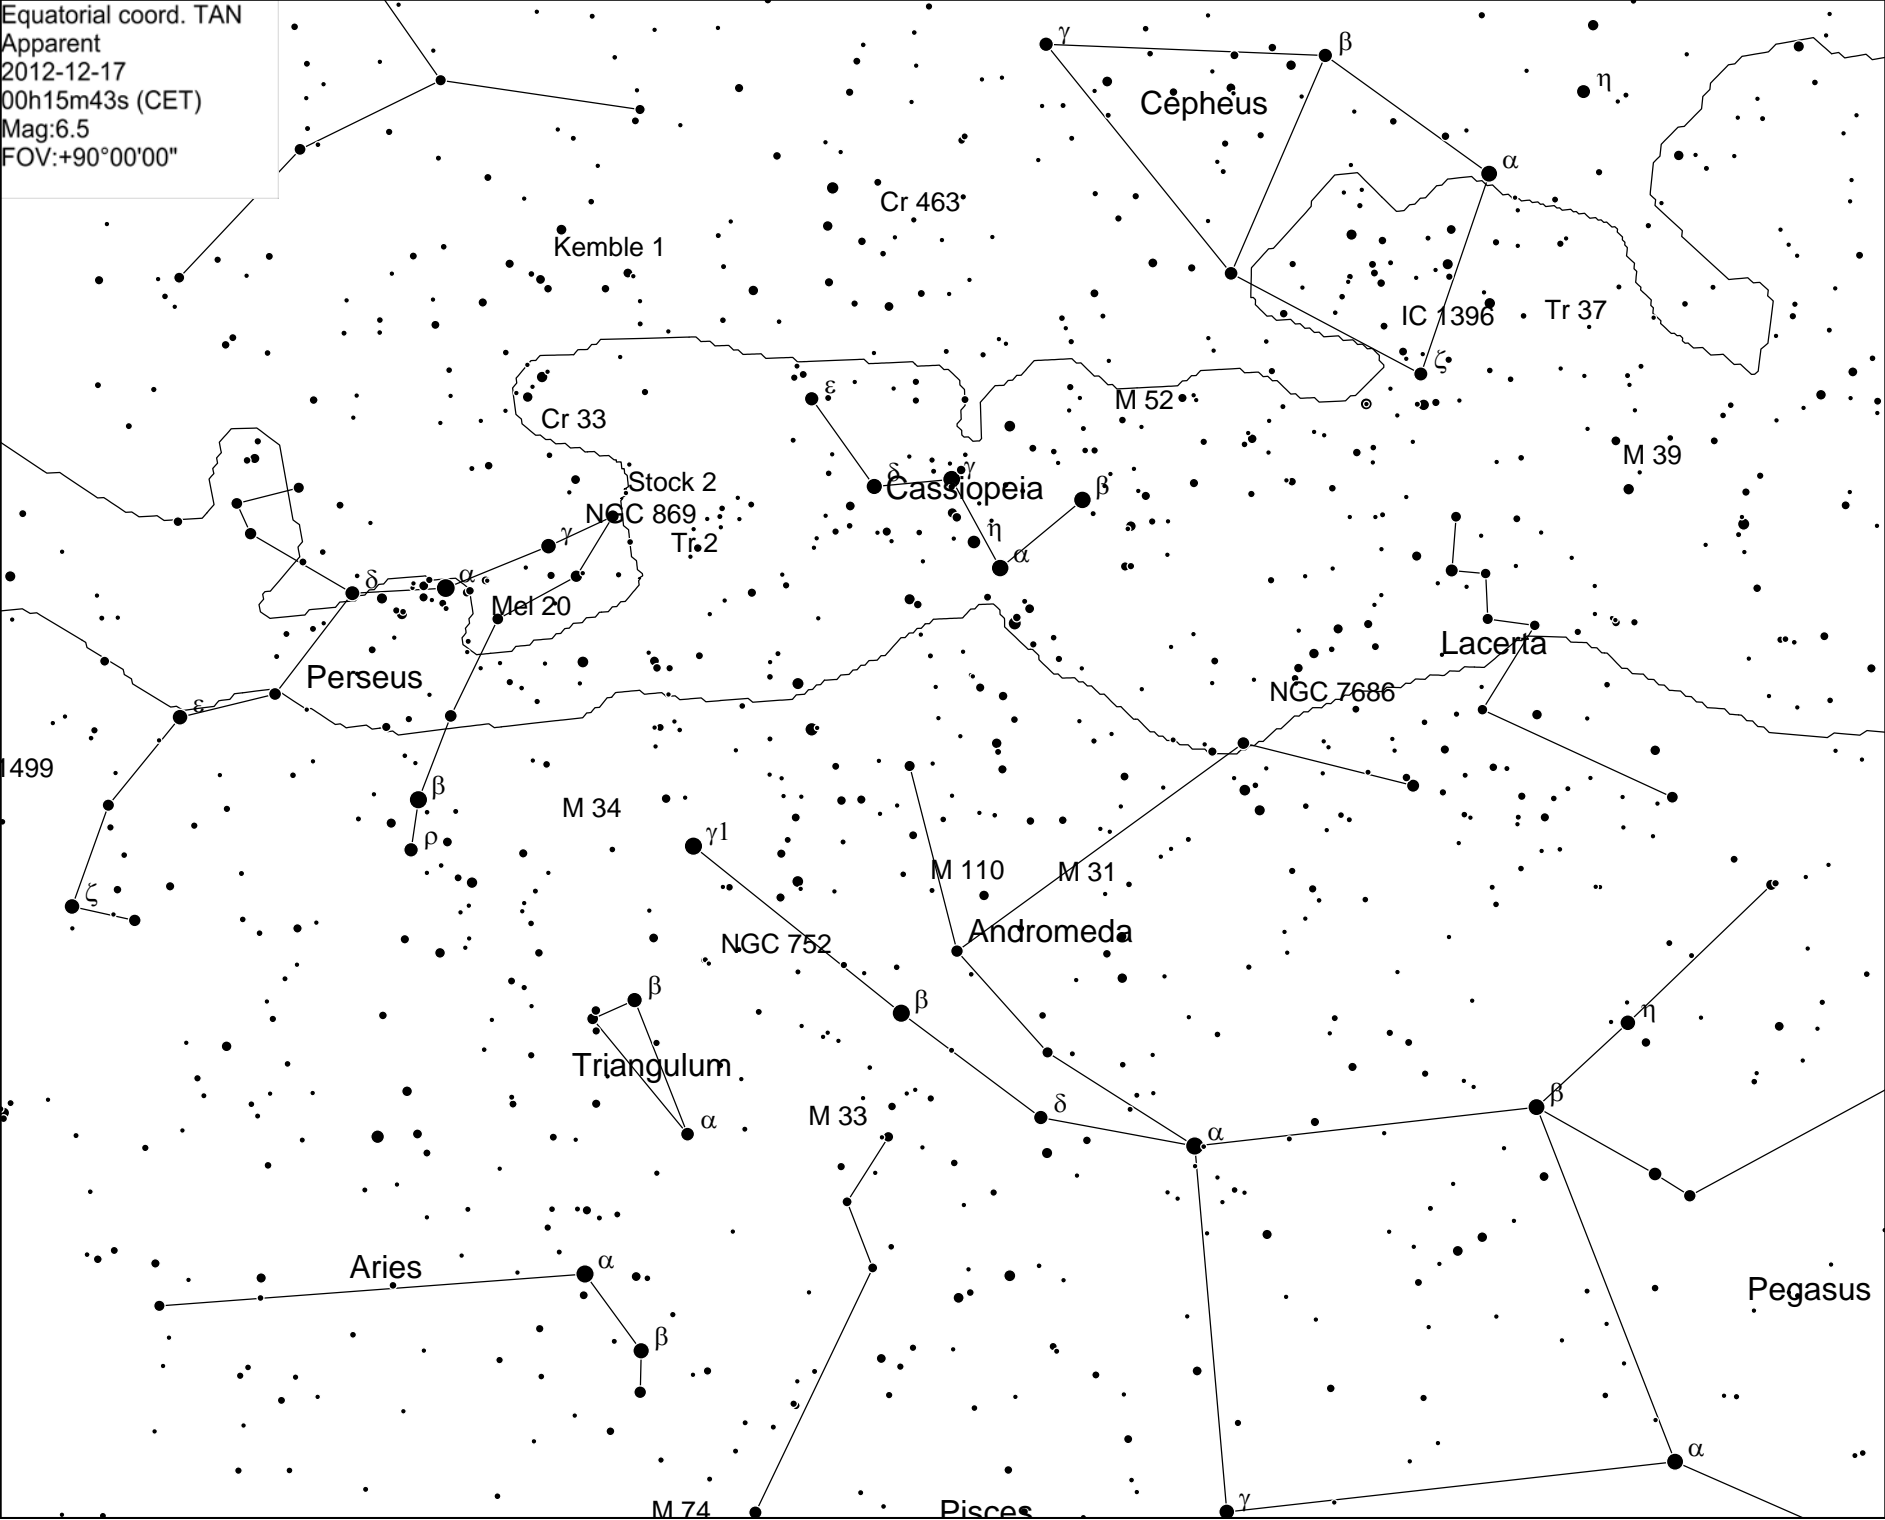 Equatorial coord. TAN
Apparent
2012-12-17
00h15m43s (CET)
Mag:6.5
FOV:+90°00'00"
γ
β
Cepheus
η
α
Cr 463
Kemble 1
IC 1396
Tr 37
ζ
ε
M 52
Cr 33
M 39
δ
γ
Cassiopeia
β
Stock 2
NGC 869
η
Tr 2
γ
α
δ
α
Mel 20
Lacerta
Perseus
NGC 7686
ε
1499
β
M 34
γ1
ρ
M 110
M 31
ζ
Andromeda
NGC 752
β
β
η
Triangulum
β
δ
M 33
α
α
Aries
α
Pegasus
β
α
γ
M 74
Pisces